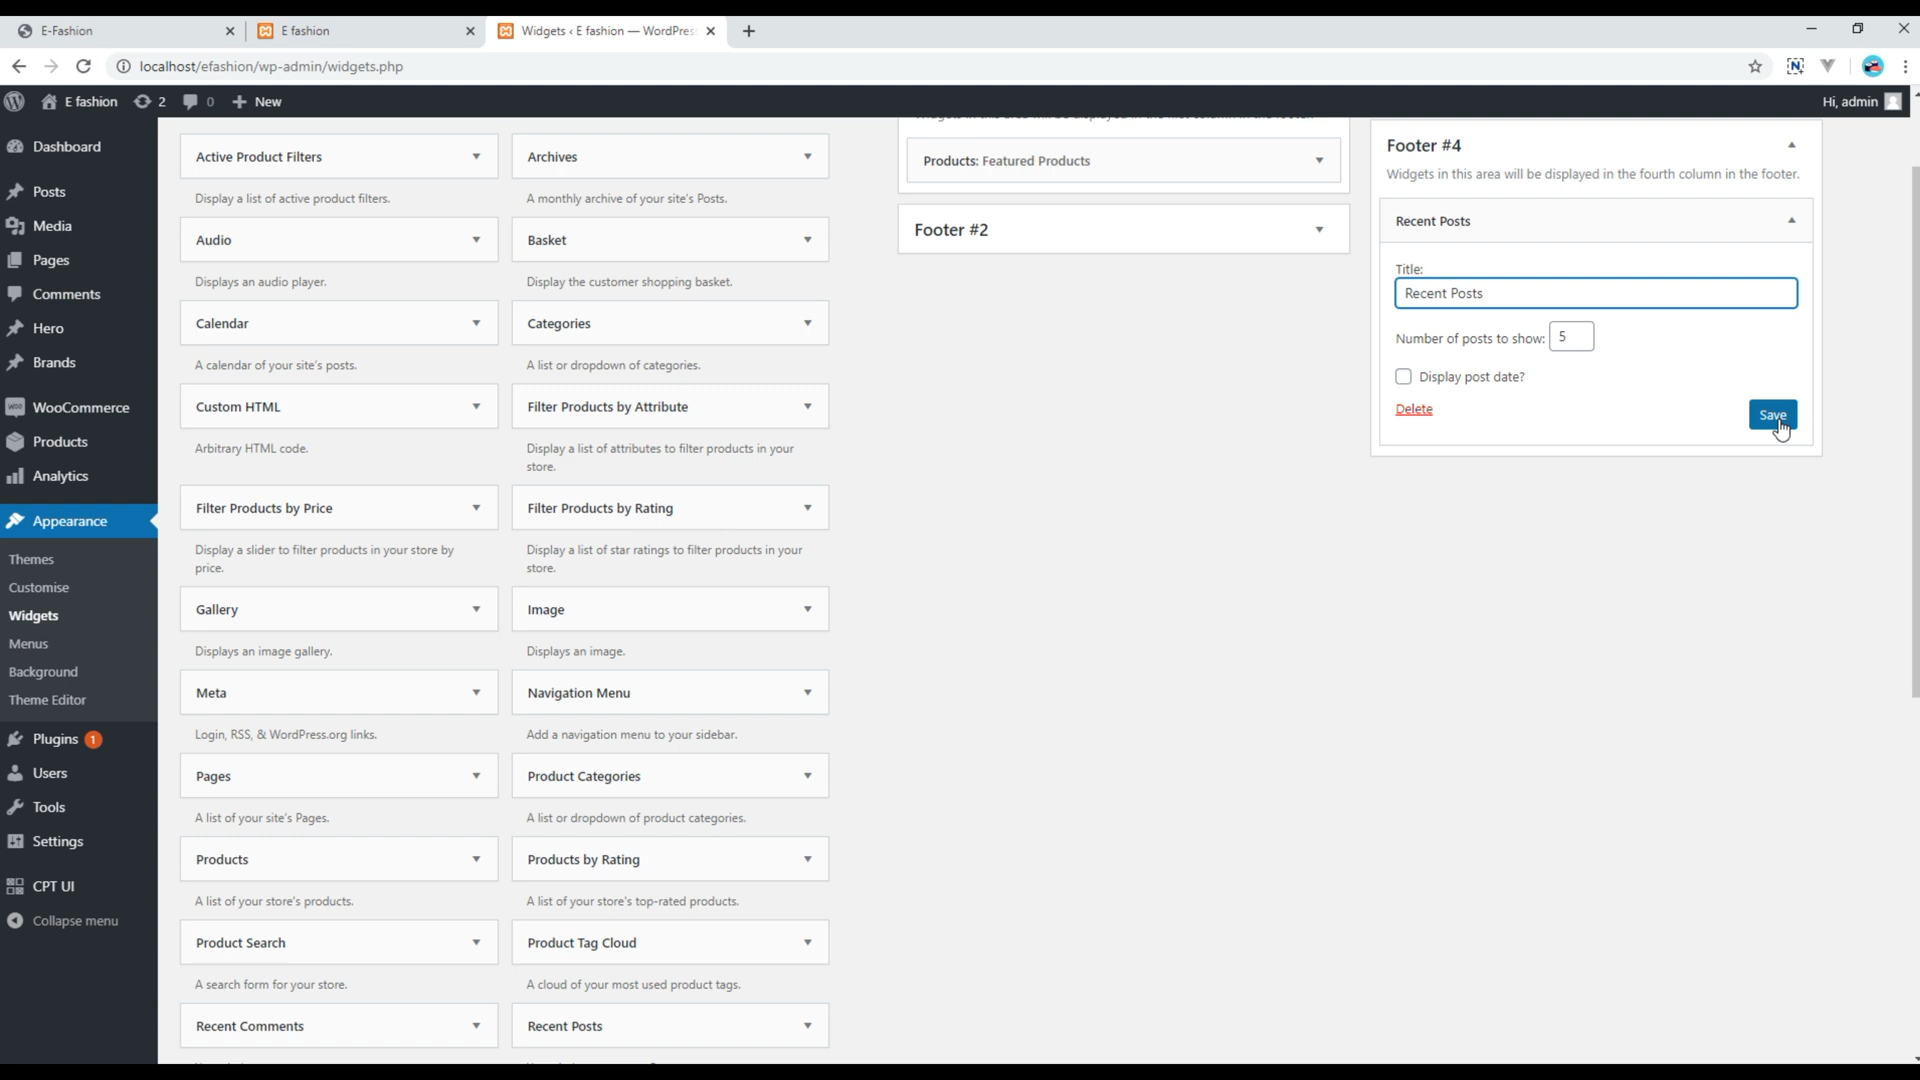 E-Fashion
E fashion
Widgets ‹ E fashion — WordPres
localhost/efashion/wp-admin/widgets.php
E fashion
2
0
New
Hi, admin
Dashboard
Posts
Media
Pages
Comments
Hero
Brands
WooCommerce
Products
Analytics
Appearance
Themes
Customise
Widgets
Menus
Background
Theme Editor
Plugins 1
Users
Tools
Settings
CPT UI
Collapse menu
Active Product Filters
Display a list of active product filters.
Archives
A monthly archive of your site's Posts.
Audio
Displays an audio player.
Basket
Display the customer shopping basket.
Calendar
A calendar of your site's posts.
Categories
A list or dropdown of categories.
Custom HTML
Arbitrary HTML code.
Filter Products by Attribute
Display a list of attributes to filter products in your
store.
Filter Products by Price
Display a slider to filter products in your store by
price.
Filter Products by Rating
Display a list of star ratings to filter products in your
store.
Gallery
Displays an image gallery.
Image
Displays an image.
Meta
Login, RSS, & WordPress.org links.
Navigation Menu
Add a navigation menu to your sidebar.
Pages
A list of your site's Pages.
Product Categories
A list or dropdown of product categories.
Products
A list of your store's products.
Products by Rating
A list of your store's top-rated products.
Product Search
A search form for your store.
Product Tag Cloud
A cloud of your most used product tags.
Recent Comments
Recent Posts
Products: Featured Products
Footer #2
Footer #4
Widgets in this area will be displayed in the fourth column in the footer.
Recent Posts
Title:
Recent Posts
Number of posts to show: 5
Display post date?
Delete
Save